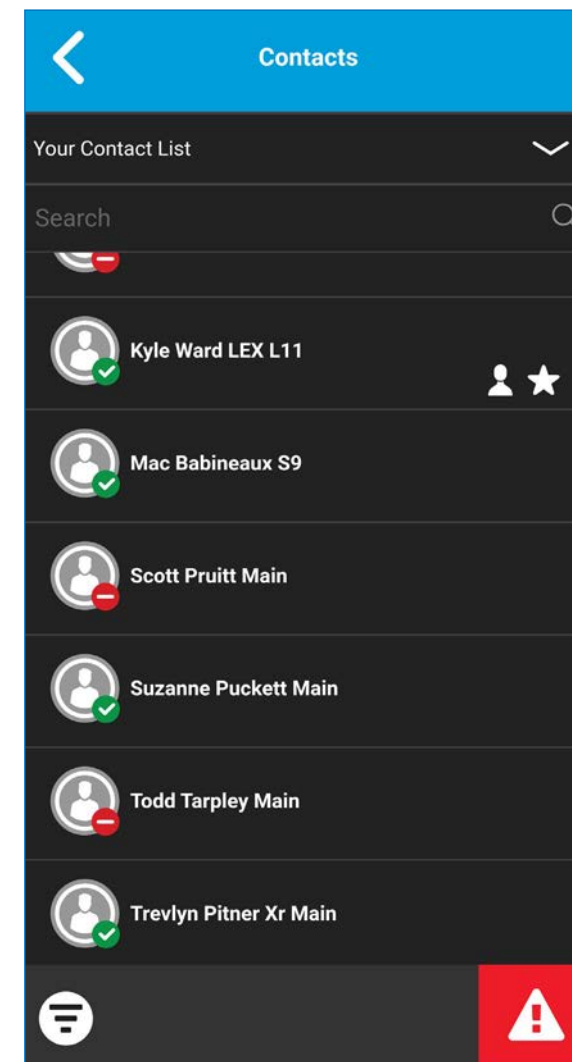 Contacts
Your Contact List
Search
Kyle Ward LEX L11
Mac Babineaux S9
Scott Pruitt Main
Suzanne Puckett Main
Todd Tarpley Main
Trevlyn Pitner Xr Main